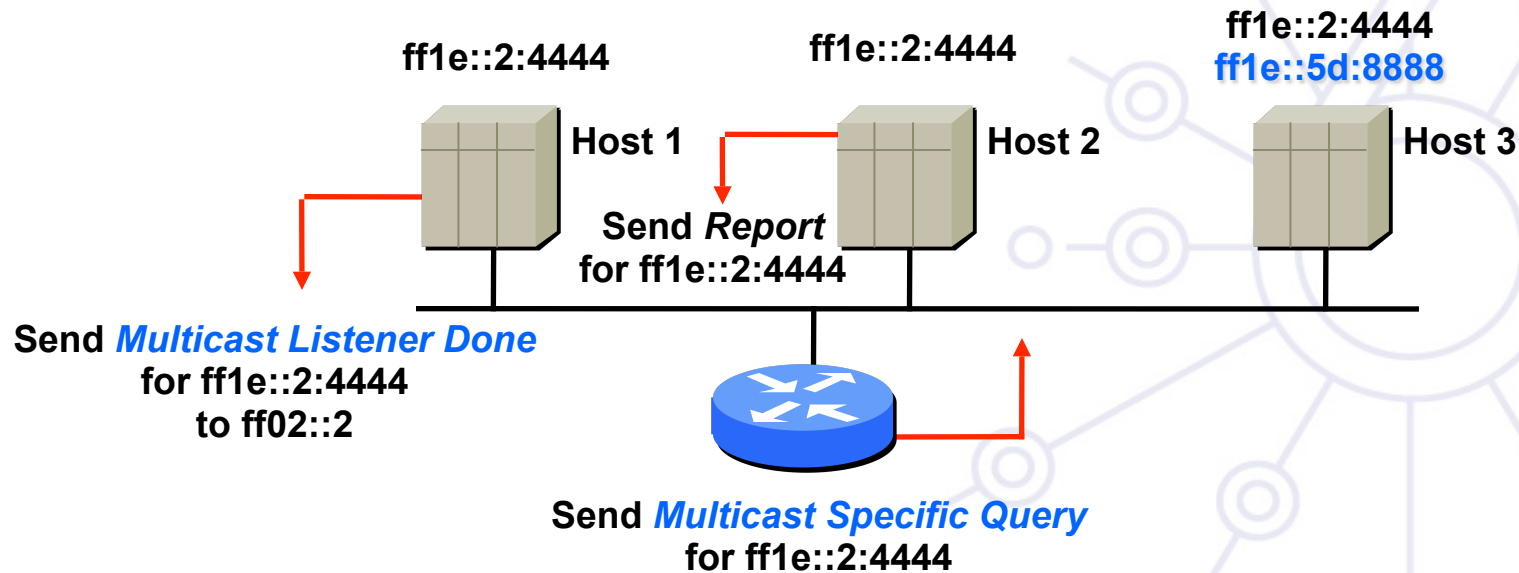 ff1e::2:4444
ff1e::2:4444
ff1e::2:4444
ff1e::5d:8888
Host 1
Host 2
Host 3
Send Report
for ff1e::2:4444
Send Multicast Listener Done
for ff1e::2:4444
to ff02::2
Send Multicast Specific Query
for ff1e::2:4444